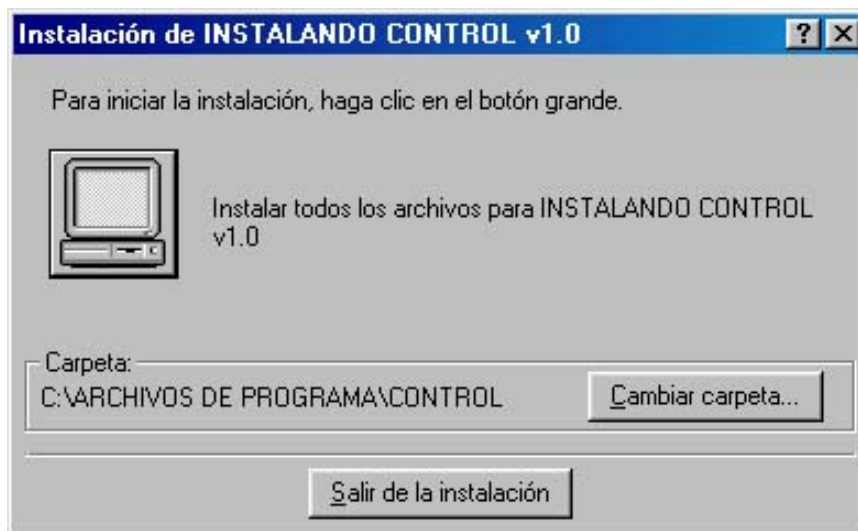 Instalación de INSTALANDO CONTROL v1.0
Para iniciar la instalación, haga clic en el botón grande.
Instalar todos los archivos para INSTALANDO CONTROL
v1.0
Carpeta:
C:\ARCHIVOS DE PROGRAMA\CONTROL
Cambiar carpeta...
Salir de la instalación